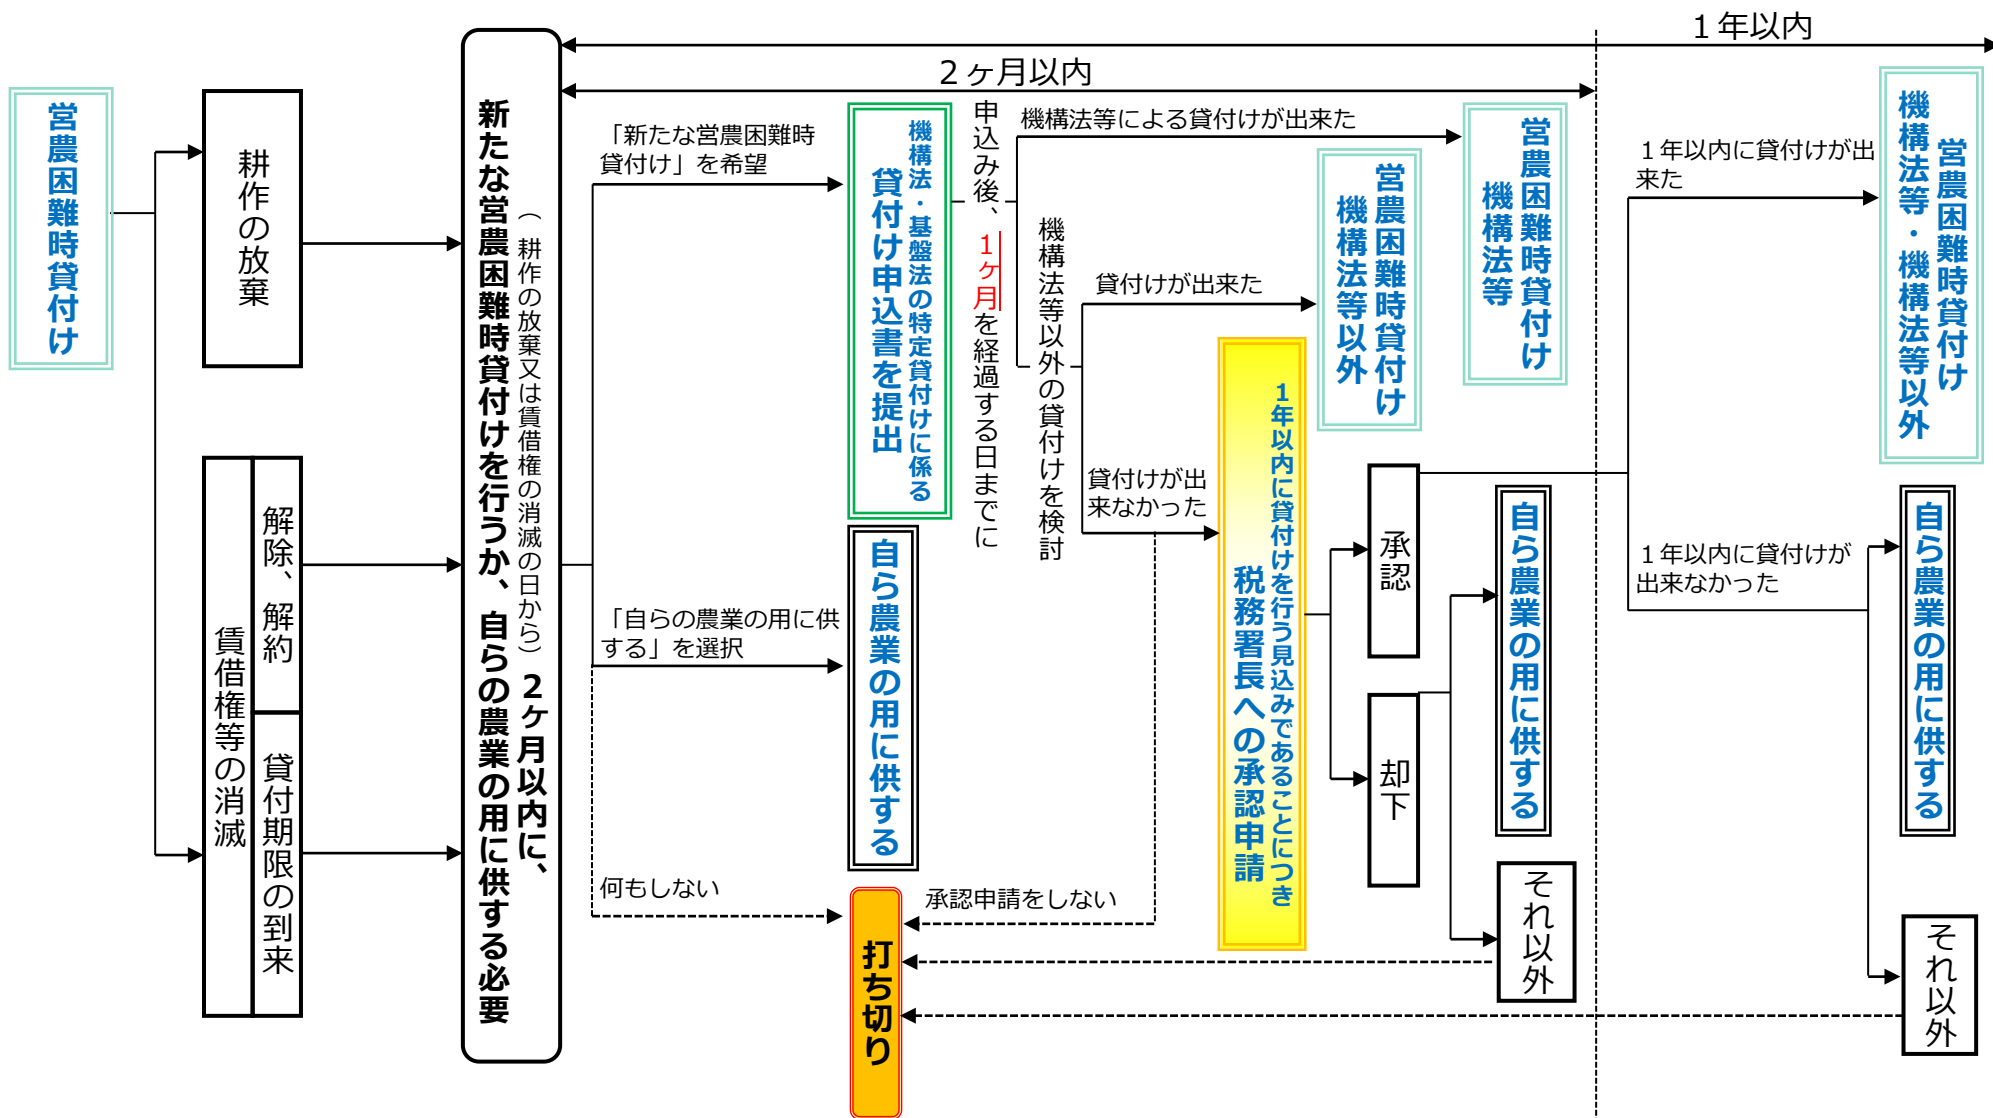 1年以内
2ヶ月以内
営農困難時貸付け
耕作の放棄
賃借権等の消滅
解除、解約
貸付期限の到来
（耕作の放棄又は賃借権の消滅の日から）2ヶ月以内に、
新たな営農困難時貸付けを行うか、自らの農業の用に供する必要
「新たな営農困難時
貸付け」を希望
「自らの農業の用に供
する」を選択
何もしない
機構法・基盤法の特定貸付けに係る
貸付け申込書を提出
自ら農業の用に供する
打ち切り
申込み後、1ヶ月を経過する日までに
機構法等による貸付けが出来た
機構法等以外の貸付けを検討
貸付けが出来た
貸付けが出
来なかった
承認申請をしない
営農困難時貸付け
機構法等
営農困難時貸付け
機構法等以外
1年以内に貸付けを行う見込みであることにつき
税務署長への承認申請
承認
却下
自ら農業の用に供する
それ以外
1年以内に貸付けが出
来た
1年以内に貸付けが
出来なかった
営農困難時貸付け
機構法等・機構法等以外
自ら農業の用に供する
それ以外